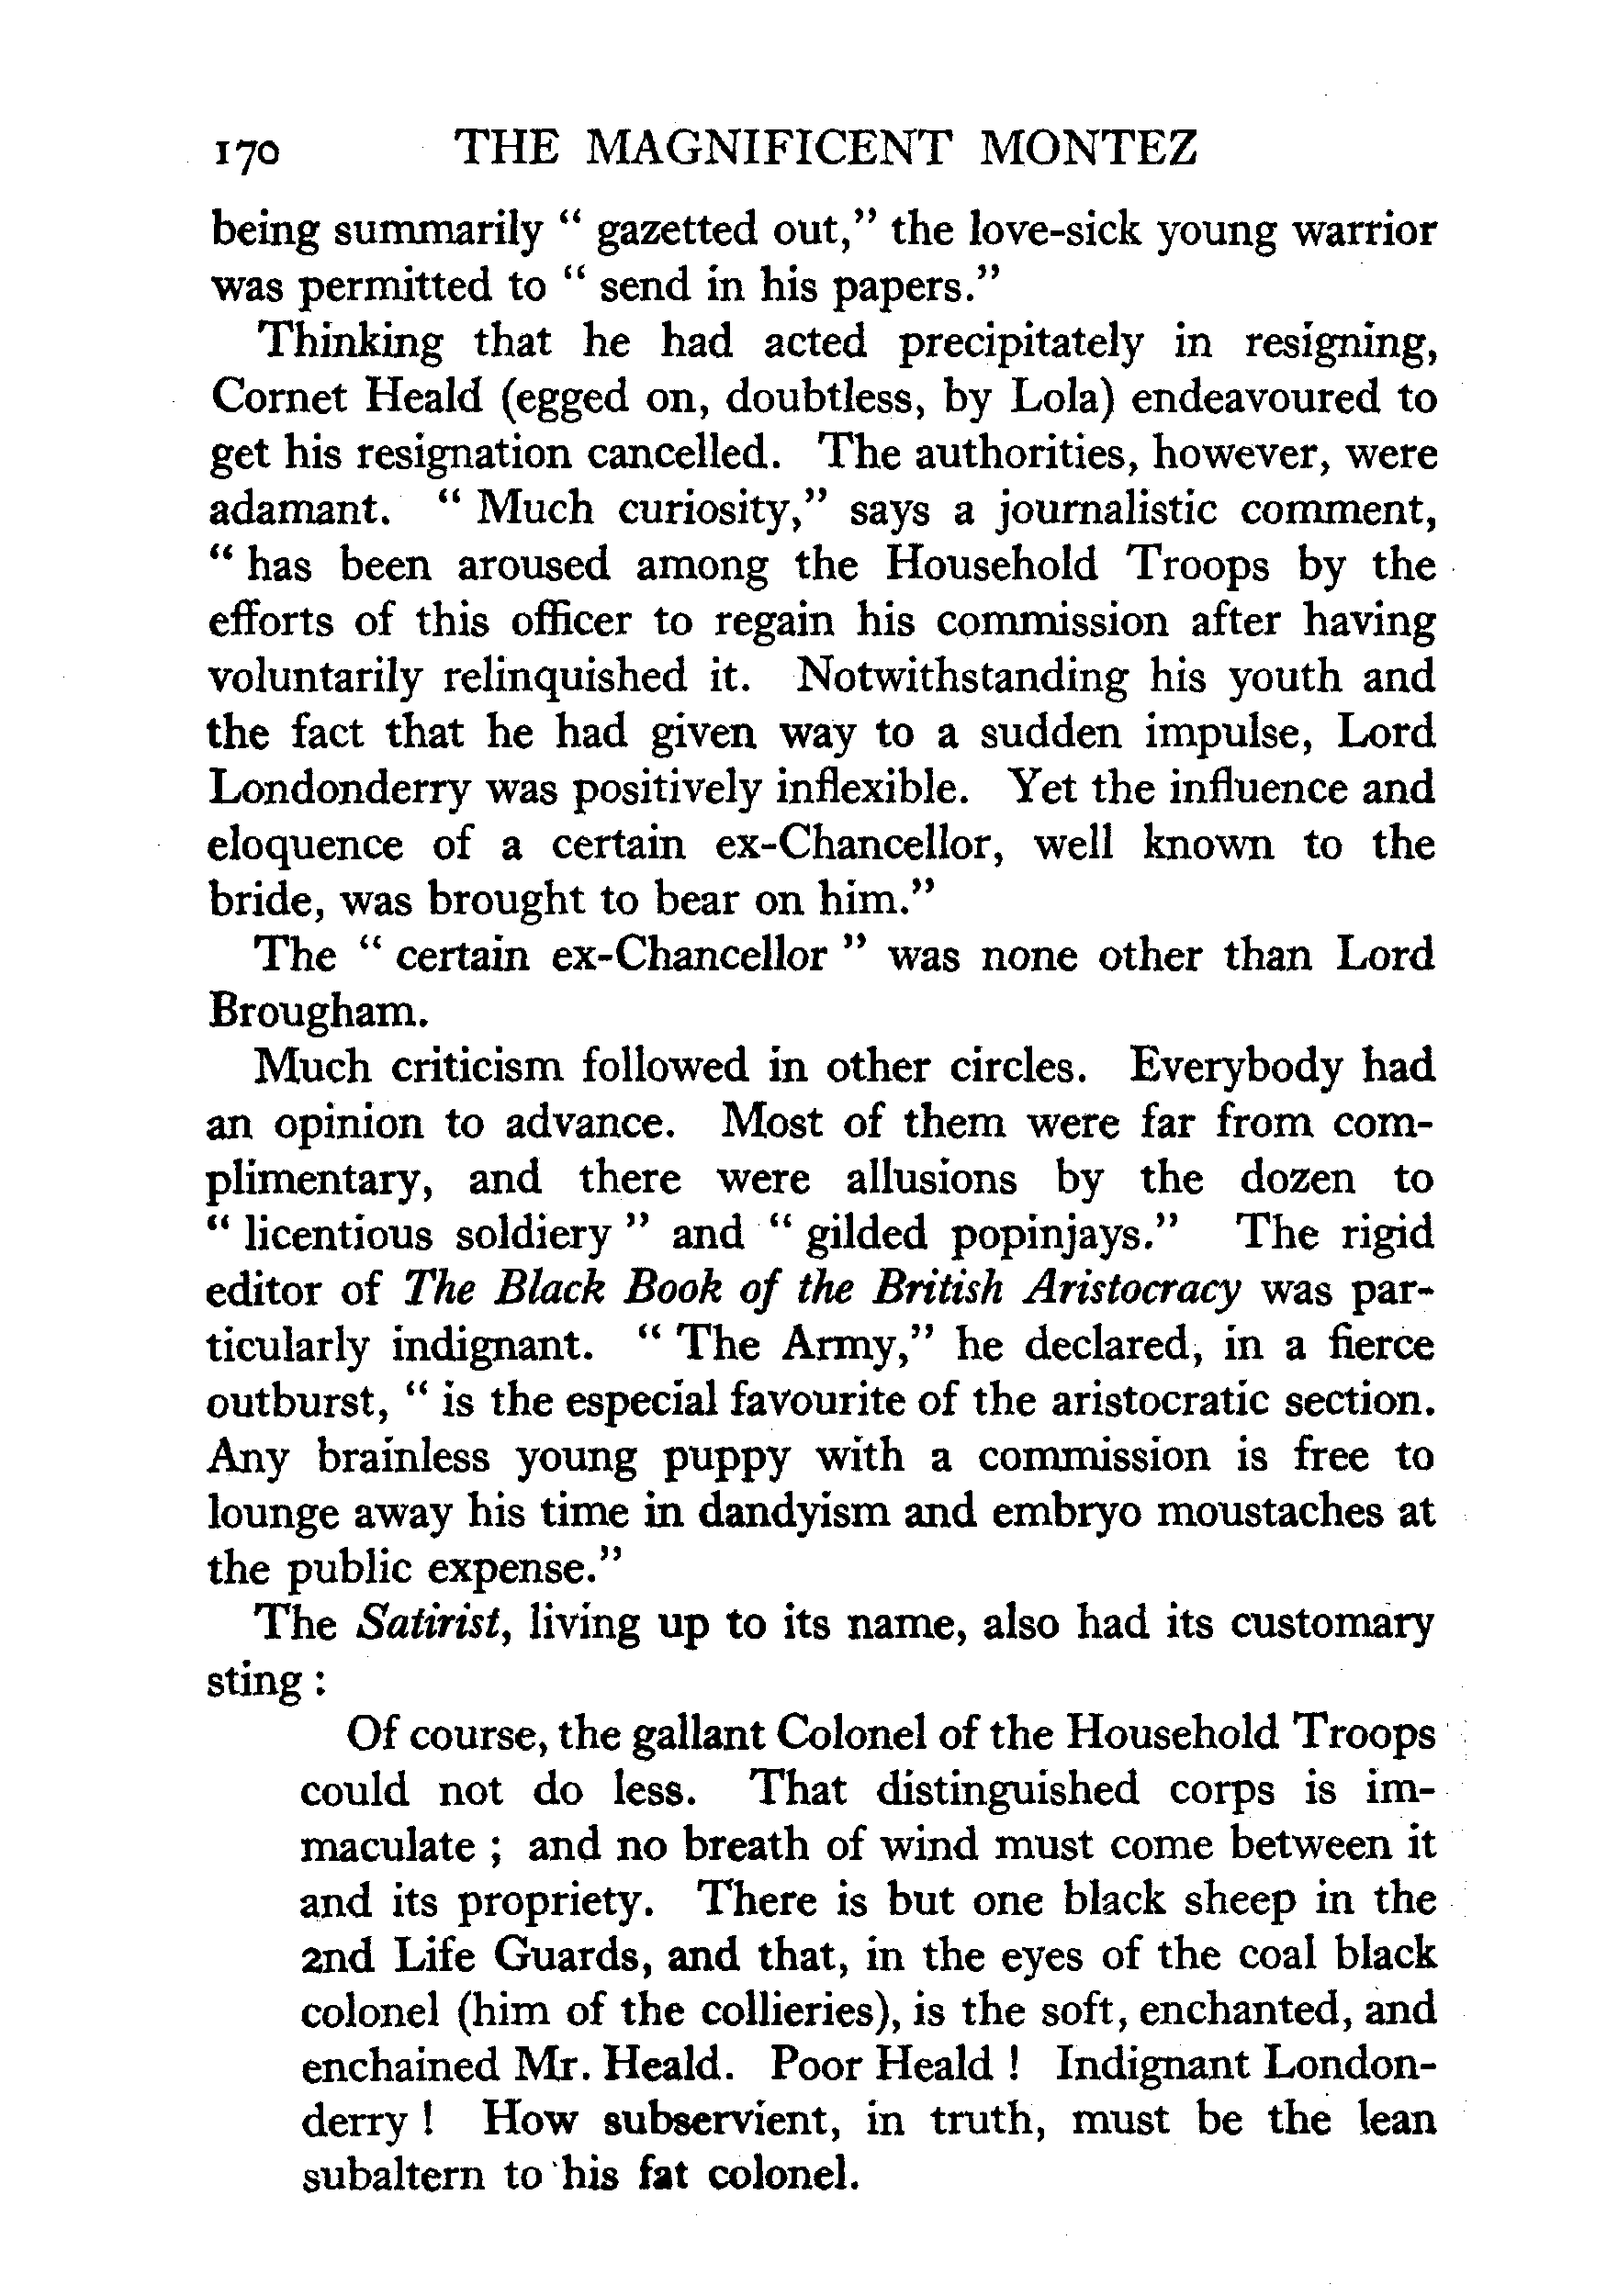 170 THE MAGNIFICENT MONTEZ
being summarily " gazetted out," the love-sick young warrior
was permitted to " send in his papers."
Thinking that he had acted precipitately in resigning,
Cornet Heald (egged on, doubtless, by Lola) endeavoured to
get his resignation cancelled. The authorities, however, were
adamant. " Much curiosity," says a journalistic comment,
" has been aroused among the Household Troops by the
efforts of this officer to regain his commission after having
voluntarily relinquished it. Notwithstanding his youth and
the fact that he had given way to a sudden impulse, Lord
Londonderry was positively inflexible. Yet the influence and
eloquence of a certain ex-Chancellor, well known to the
bride, was brought to bear on him."
The " certain ex-Chancellor " was none other than Lord
Brougham.
Much criticism followed in other circles. Everybody had
an opinion to advance. Most of them were far from com-
plimentary, and there were allusions by the dozen to
" licentious soldiery " and " gilded popinjays." The rigid
editor of The Black Book of the British Aristocracy was par-
ticularly indignant. " The Army," he declared, in a fierce
outburst, " is the especial favourite of the aristocratic section.
Any brainless young puppy with a commission is free to
lounge away his time in dandyism and embryo moustaches at
the public expense."
The Satirist, living up to its name, also had its customary
sting :
Of course, the gallant Colonel of the Household Troops
could not do less. That distinguished corps is im-
maculate ; and no breath of wind must come between it
and its propriety. There is but one black sheep in the
2nd Life Guards, and that, in the eyes of the coal black
colonel (him of the collieries), is the soft, enchanted, and
enchained Mr. Heald. Poor Heald ! Indignant London-
derry ! How subservient, in truth, must be the lean
subaltern to his fat colonel.